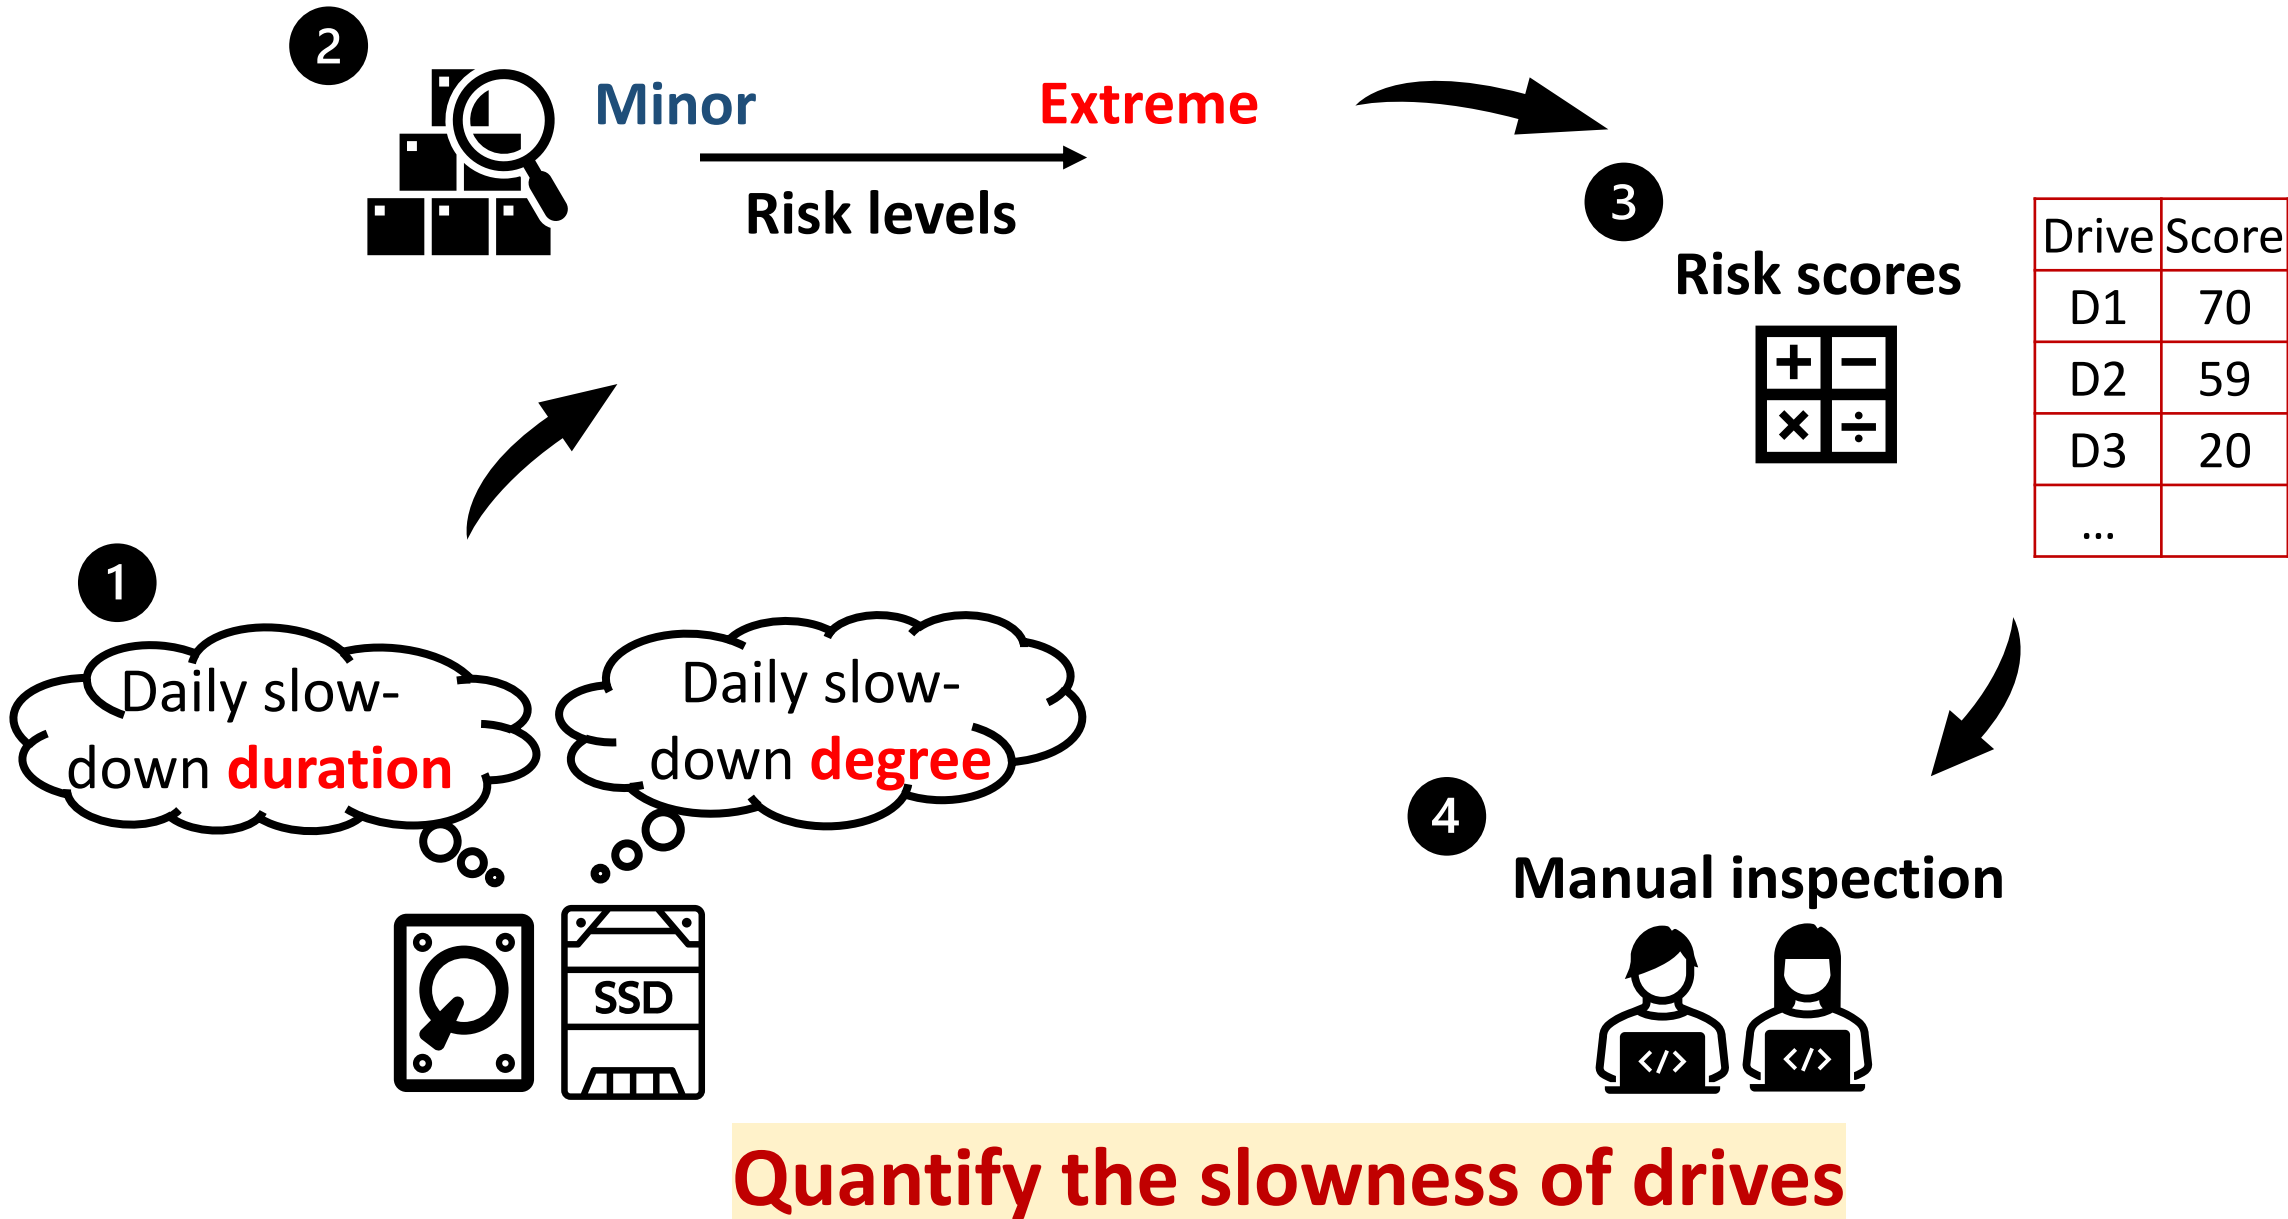 2
Minor
Extreme
Risk levels
3
Risk scores
Drive Score
D1 70
D2 59
D3 20
...
1
Daily slow-
down duration
Daily slow-
down degree
SSD
4
Manual inspection
</>
</>
Quantify the slowness of drives